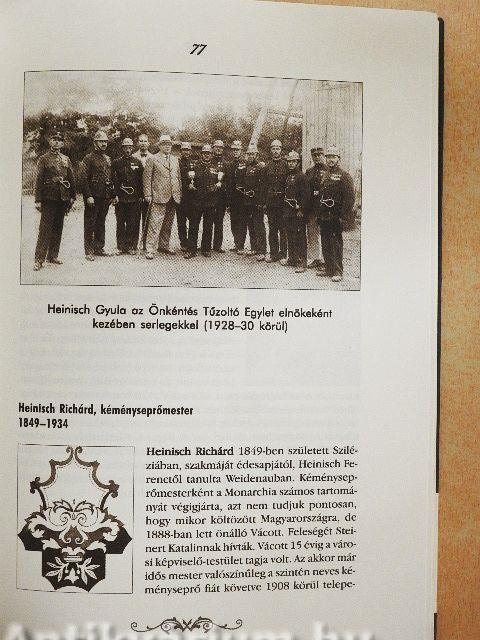 77
Heinisch Gyula az Önkéntés Tűzoltó Egylet elnökeként
kezében serlegekkel (1928–30 körül)
Heinisch Richárd, kéményseprőmester
1849–1934
Heinisch Richárd 1849-ben született Szilé-
ziában, szakmáját édesapjától, Heinisch Fe-
renctől tanulta Weidenauban. Kéménysep-
rőmesterként a Monarchia számos tartomá-
nyát végigjárta, azt nem tudjuk pontosan,
hogy mikor költözött Magyarországra, de
1888-ban lett önálló Vácott. Feleségét Stei-
nert Katalinnak hívták. Vácott 15 évig a váro-
si képviselő-testület tagja volt. Az akkor már
idős mester valószínűleg a szintén neves ké-
ményseprő fiát követve 1908 körül telepe-